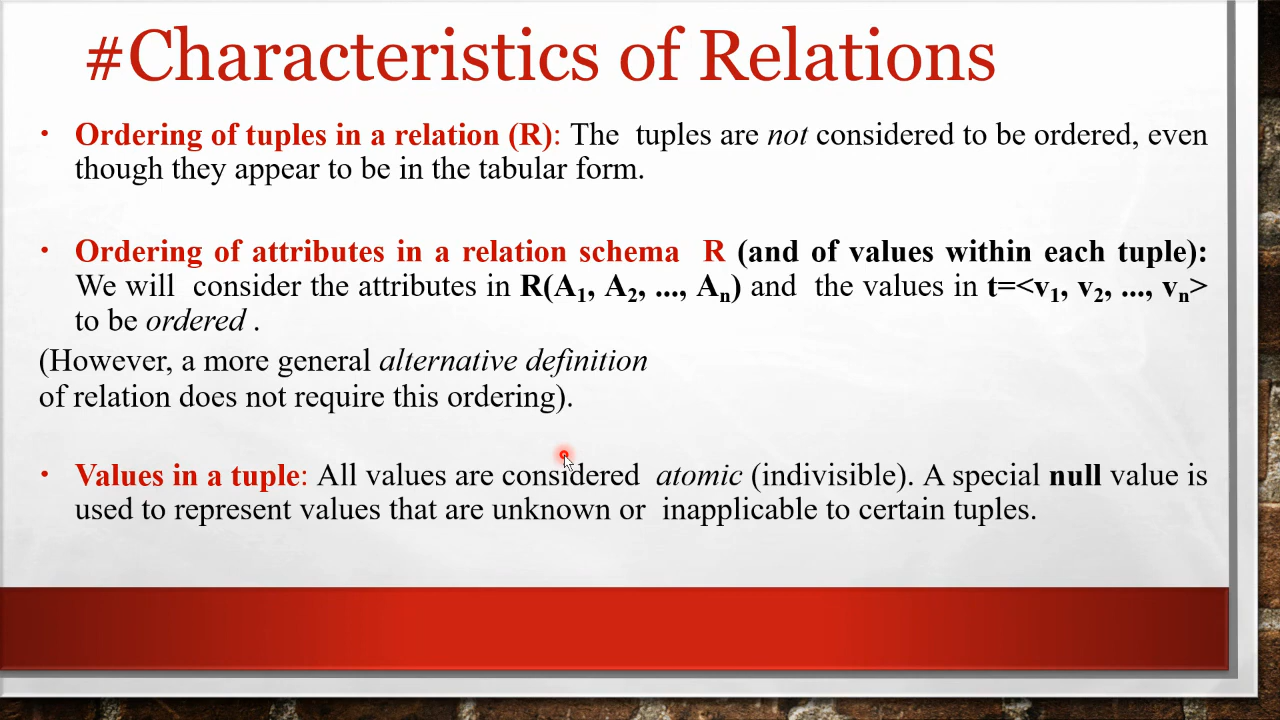 #Characteristics of Relations
• Ordering of tuples in a relation (R): The tuples are not considered to be ordered, even
though they appear to be in the tabular form.
• Ordering of attributes in a relation schema R (and of values within each tuple):
We will consider the attributes in R(A₁, A₂, ..., Aₙ) and the values in t=<v₁, v₂, ..., vₙ>
to be ordered .
(However, a more general alternative definition
of relation does not require this ordering).
• Values in a tuple: All values are considered atomic (indivisible). A special null value is
used to represent values that are unknown or inapplicable to certain tuples.